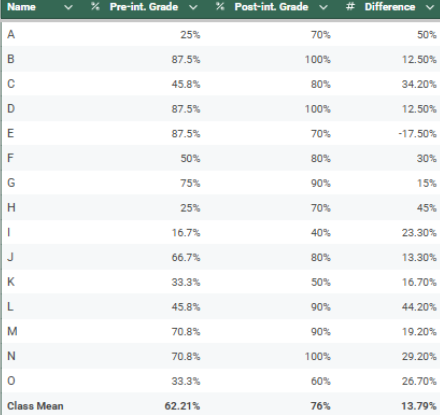 Name % Pre-int. Grade % Post-int. Grade # Difference
A 25% 70% 50%
B 87.5% 100% 12.50%
C 45.8% 80% 34.20%
D 87.5% 100% 12.50%
E 87.5% 70% -17.50%
F 50% 80% 30%
G 75% 90% 15%
H 25% 70% 45%
I 16.7% 40% 23.30%
J 66.7% 80% 13.30%
K 33.3% 50% 16.70%
L 45.8% 90% 44.20%
M 70.8% 90% 19.20%
N 70.8% 100% 29.20%
O 33.3% 60% 26.70%
Class Mean 62.21% 76% 13.79%